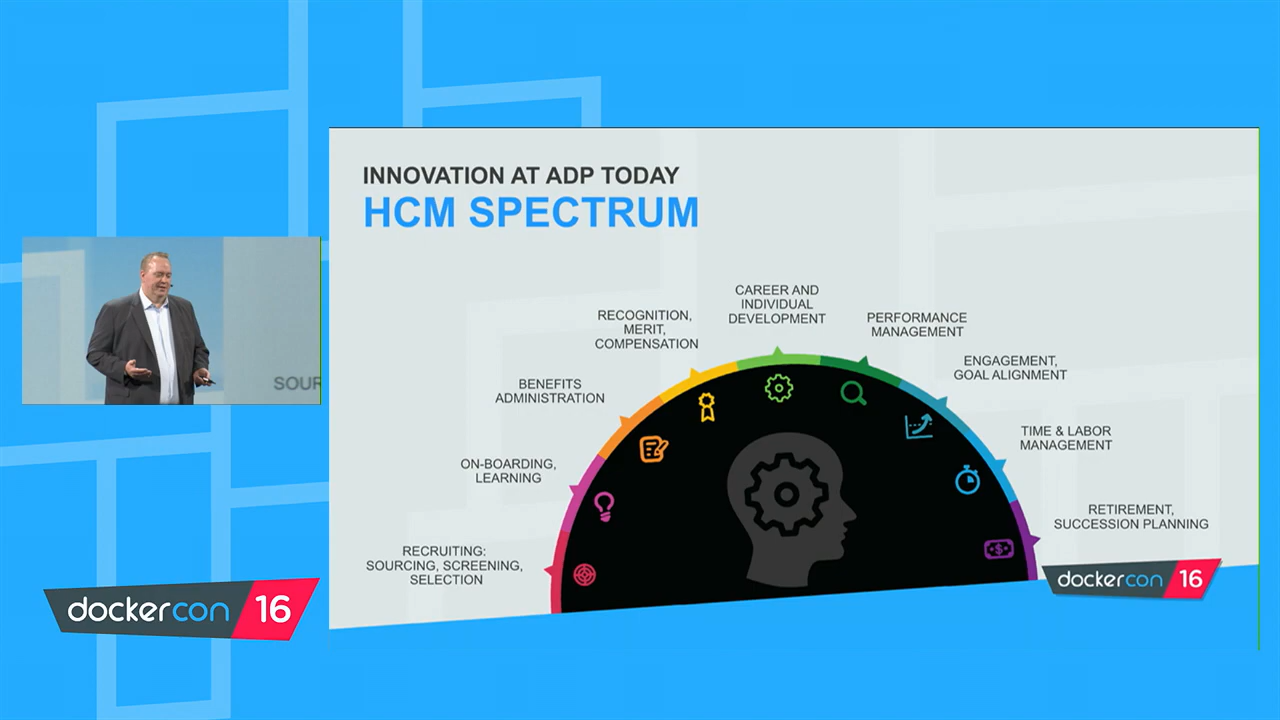 INNOVATION AT ADP TODAY
HCM SPECTRUM
CAREER AND
INDIVIDUAL
DEVELOPMENT
RECOGNITION,
MERIT,
COMPENSATION
PERFORMANCE
MANAGEMENT
ENGAGEMENT,
GOAL ALIGNMENT
BENEFITS
ADMINISTRATION
TIME & LABOR
MANAGEMENT
ON-BOARDING,
LEARNING
RETIREMENT,
SUCCESSION PLANNING
RECRUITING:
SOURCING, SCREENING,
SELECTION
$
dockercon 16
SOUR
dockercon 16